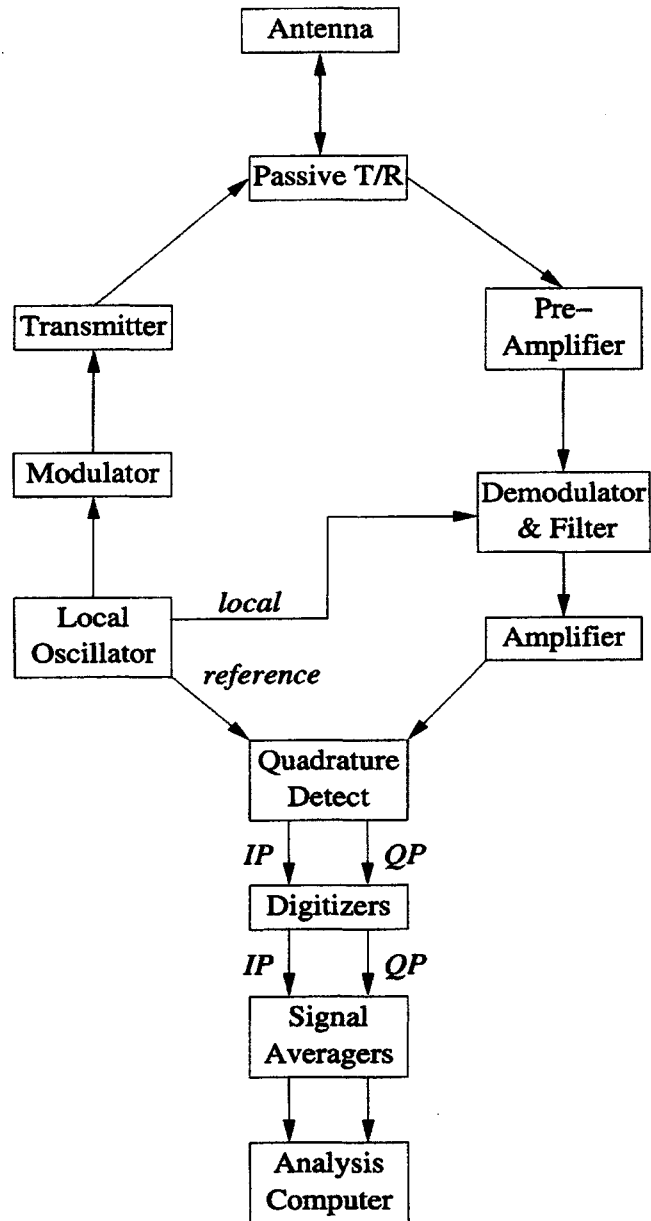 Antenna
Passive T/R
Transmitter
Pre–
Amplifier
Modulator
Demodulator
& Filter
Local
Oscillator
local
reference
Amplifier
Quadrature
Detect
IP QP
Digitizers
IP QP
Signal
Averagers
Analysis
Computer